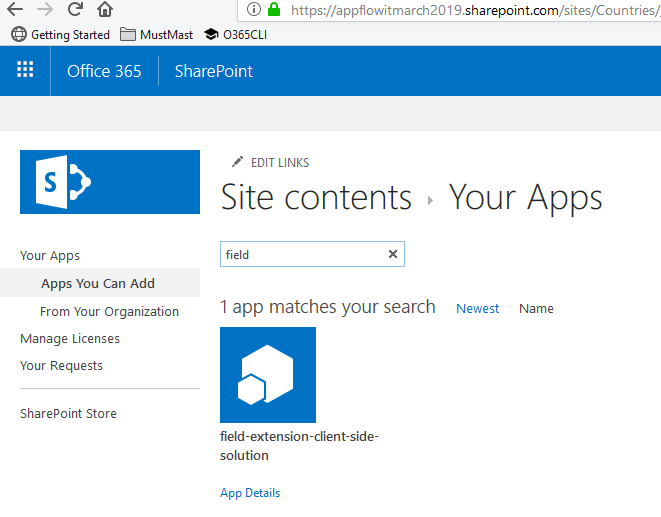 https://appflowitmarch2019.sharepoint.com/sites/Countries/
Getting Started MustMast O365CLI
Office 365 SharePoint
S
EDIT LINKS
Site contents ▸ Your Apps
Your Apps
Apps You Can Add
From Your Organization
Manage Licenses
Your Requests
SharePoint Store
field
1 app matches your search Newest Name
field-extension-client-side-
solution
App Details